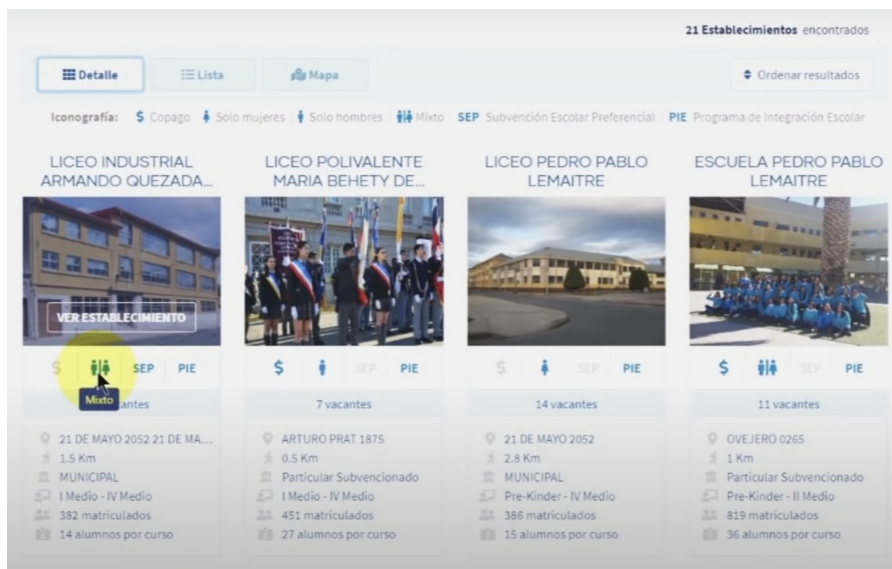 21 Establecimientos encontrados
Detalle Lista Mapa Ordenar resultados
Iconografía: $ Copago Solo mujeres Solo hombres Mixto SEP Subvención Escolar Preferencial PIE Programa de Integración Escolar
LICEO INDUSTRIAL
ARMANDO QUEZADA...
VER ESTABLECIMIENTO
$ SEP PIE
Mixto
antes
21 DE MAYO 2052 21 DE MA...
1.5 Km
MUNICIPAL
I Medio - IV Medio
382 matriculados
14 alumnos por curso
LICEO POLIVALENTE
MARIA BEHETY DE...
$ SEP PIE
7 vacantes
ARTURO PRAT 1875
0.5 Km
Particular Subvencionado
I Medio - IV Medio
451 matriculados
27 alumnos por curso
LICEO PEDRO PABLO
LEMAITRE
$ SEP PIE
14 vacantes
21 DE MAYO 2052
2.8 Km
MUNICIPAL
Pre-Kinder - IV Medio
386 matriculados
15 alumnos por curso
ESCUELA PEDRO PABLO
LEMAITRE
$ SEP PIE
11 vacantes
OVEJERO 0265
1 Km
Particular Subvencionado
Pre-Kinder - II Medio
819 matriculados
36 alumnos por curso